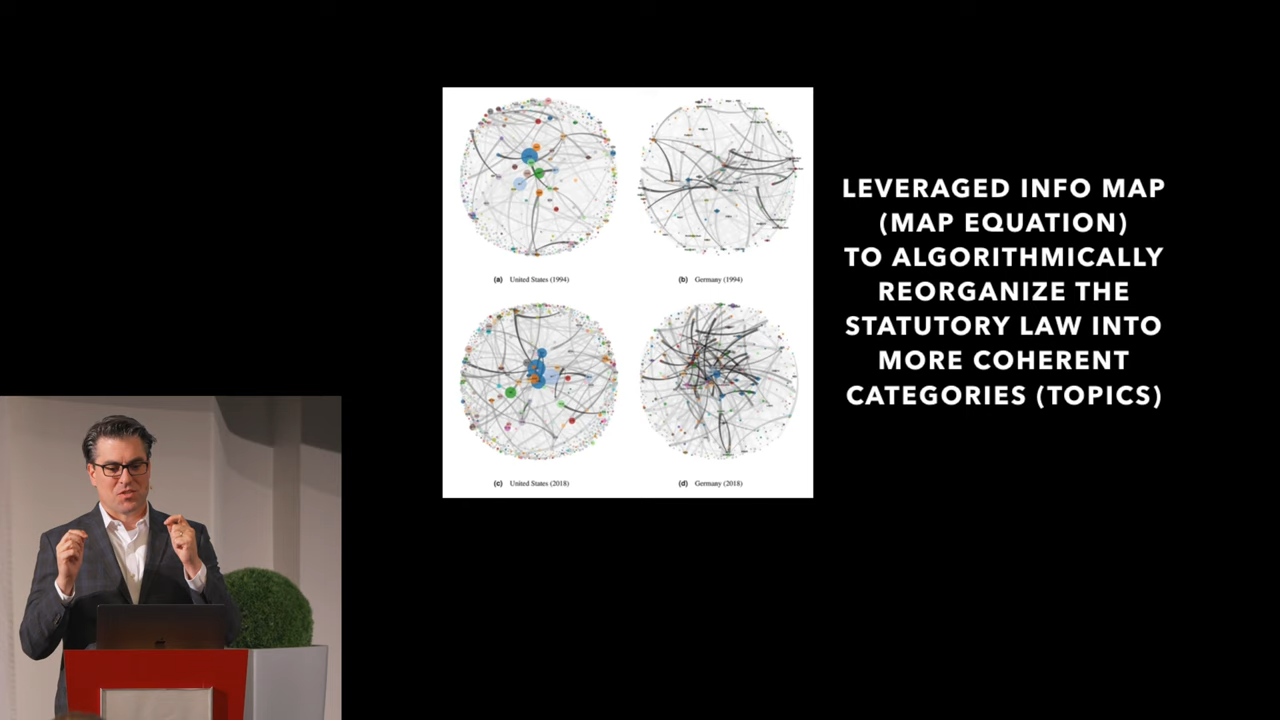 LEVERAGED INFO MAP
(MAP EQUATION)
TO ALGORITHMICALLY
REORGANIZE THE
STATUTORY LAW INTO
MORE COHERENT
CATEGORIES (TOPICS)
(a) United States (1994)
(b) Germany (1994)
(c) United States (2018)
(d) Germany (2018)